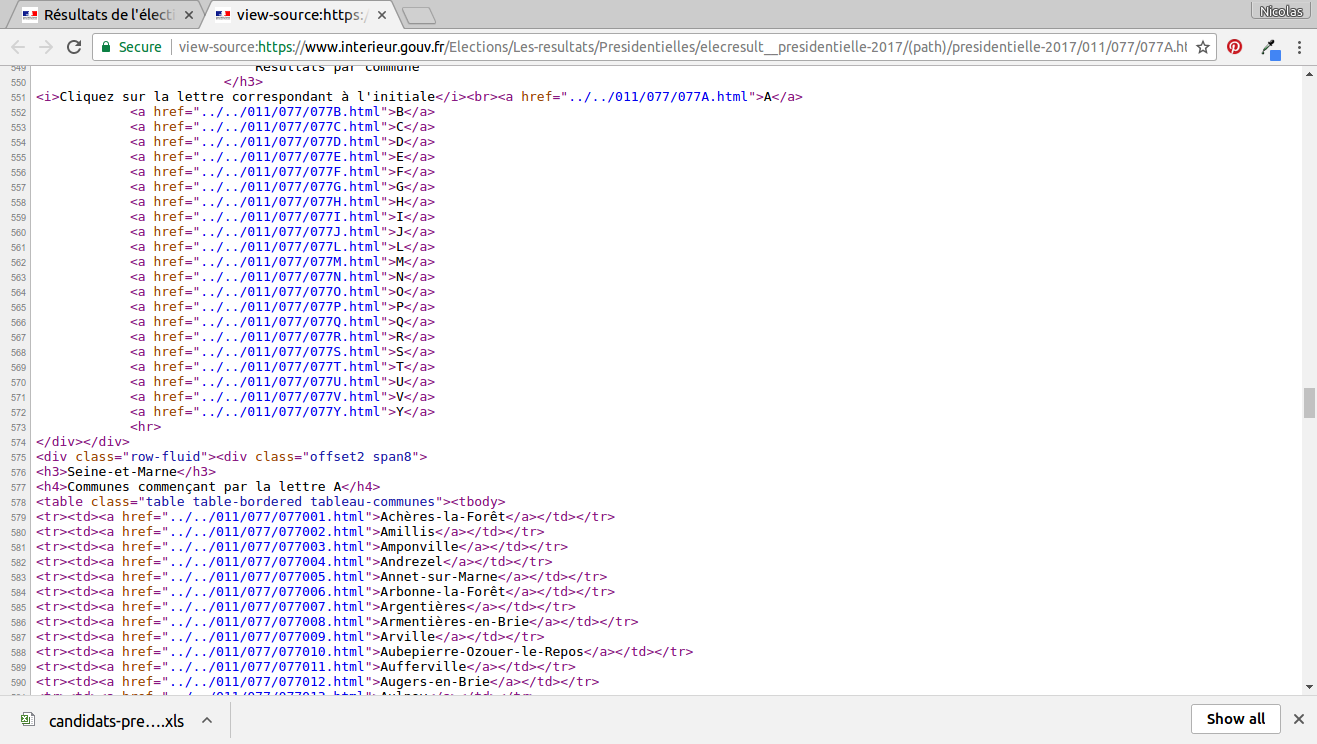 Résultats de l'électi
view-source:https:/
Nicolas
Secure
view-source:https://www.interieur.gouv.fr/Elections/Les-resultats/Presidentielles/elecresult__presidentielle-2017/(path)/presidentielle-2017/011/077/077A.ht
549 Résultats par commune
550 </h3>
551 <i>Cliquez sur la lettre correspondant à l'initiale</i><br><a href="../../011/077/077A.html">A</a>
552 <a href="../../011/077/077B.html">B</a>
553 <a href="../../011/077/077C.html">C</a>
554 <a href="../../011/077/077D.html">D</a>
555 <a href="../../011/077/077E.html">E</a>
556 <a href="../../011/077/077F.html">F</a>
557 <a href="../../011/077/077G.html">G</a>
558 <a href="../../011/077/077H.html">H</a>
559 <a href="../../011/077/077I.html">I</a>
560 <a href="../../011/077/077J.html">J</a>
561 <a href="../../011/077/077L.html">L</a>
562 <a href="../../011/077/077M.html">M</a>
563 <a href="../../011/077/077N.html">N</a>
564 <a href="../../011/077/077O.html">O</a>
565 <a href="../../011/077/077P.html">P</a>
566 <a href="../../011/077/077Q.html">Q</a>
567 <a href="../../011/077/077R.html">R</a>
568 <a href="../../011/077/077S.html">S</a>
569 <a href="../../011/077/077T.html">T</a>
570 <a href="../../011/077/077U.html">U</a>
571 <a href="../../011/077/077V.html">V</a>
572 <a href="../../011/077/077Y.html">Y</a>
573 <hr>
574 </div></div>
575 <div class="row-fluid"><div class="offset2 span8">
576 <h3>Seine-et-Marne</h3>
577 <h4>Communes commençant par la lettre A</h4>
578 <table class="table table-bordered tableau-communes"><tbody>
579 <tr><td><a href="../../011/077/077001.html">Achères-la-Forêt</a></td></tr>
580 <tr><td><a href="../../011/077/077002.html">Amillis</a></td></tr>
581 <tr><td><a href="../../011/077/077003.html">Amponville</a></td></tr>
582 <tr><td><a href="../../011/077/077004.html">Andrezel</a></td></tr>
583 <tr><td><a href="../../011/077/077005.html">Annet-sur-Marne</a></td></tr>
584 <tr><td><a href="../../011/077/077006.html">Arbonne-la-Forêt</a></td></tr>
585 <tr><td><a href="../../011/077/077007.html">Argentières</a></td></tr>
586 <tr><td><a href="../../011/077/077008.html">Armentières-en-Brie</a></td></tr>
587 <tr><td><a href="../../011/077/077009.html">Arville</a></td></tr>
588 <tr><td><a href="../../011/077/077010.html">Aubepierre-Ozouer-le-Repos</a></td></tr>
589 <tr><td><a href="../../011/077/077011.html">Aufferville</a></td></tr>
590 <tr><td><a href="../../011/077/077012.html">Augers-en-Brie</a></td></tr>
candidats-pre....xls
Show all